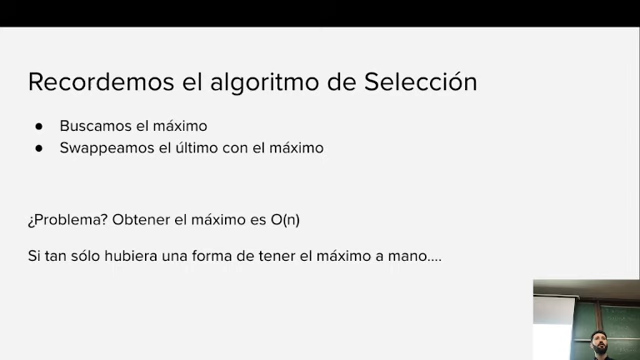 Recordemos el algoritmo de Selección
● Buscamos el máximo
● Swappeamos el último con el máximo
¿Problema? Obtener el máximo es O(n)
Si tan sólo hubiera una forma de tener el máximo a mano....